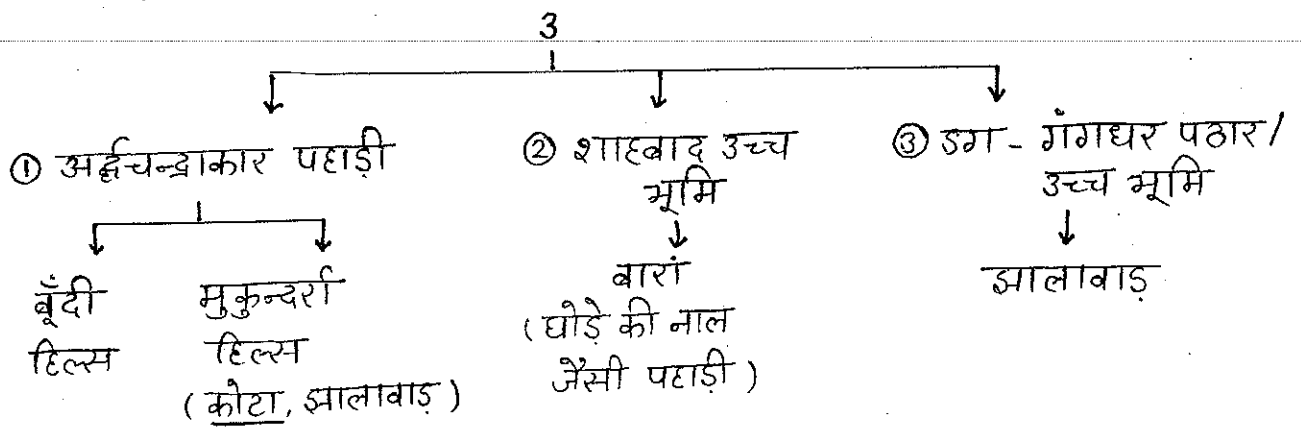 3
① अर्द्धचन्द्राकार पहाड़ी
बूँदी
हिल्स
मुकुन्दर्रा
हिल्स
(कोटा, झालावाड़)
② शाहबाद उच्च
भूमि
बारां
(घोड़े की नाल
जैसी पहाड़ी)
③ डग - गंगधर पठार/
उच्च भूमि
झालावाड़